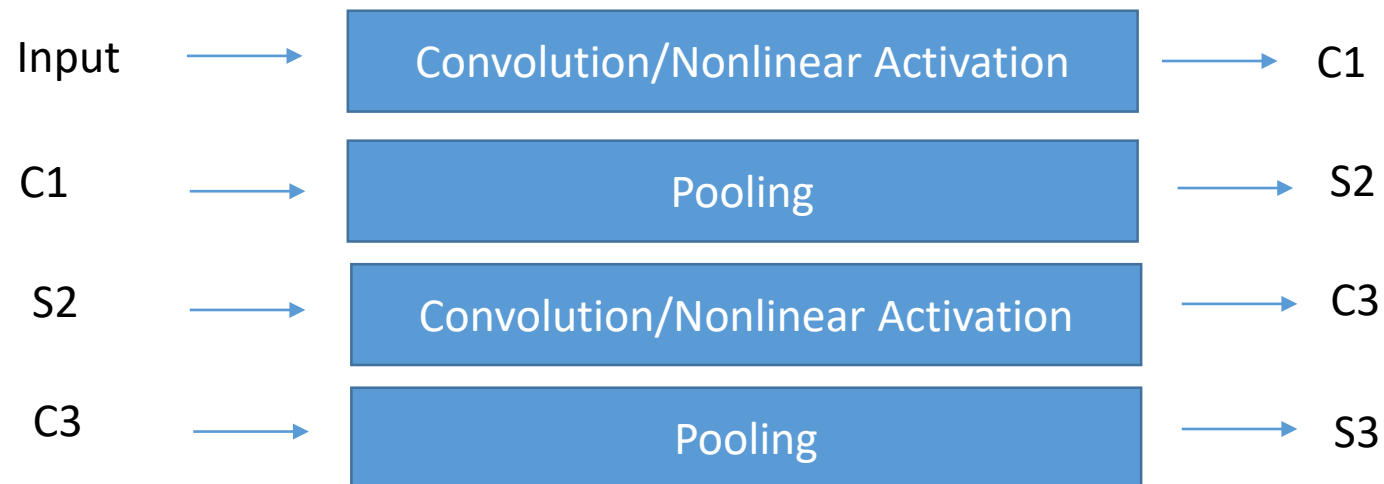 Input Convolution/Nonlinear Activation C1
C1 Pooling S2
S2 Convolution/Nonlinear Activation C3
C3 Pooling S3